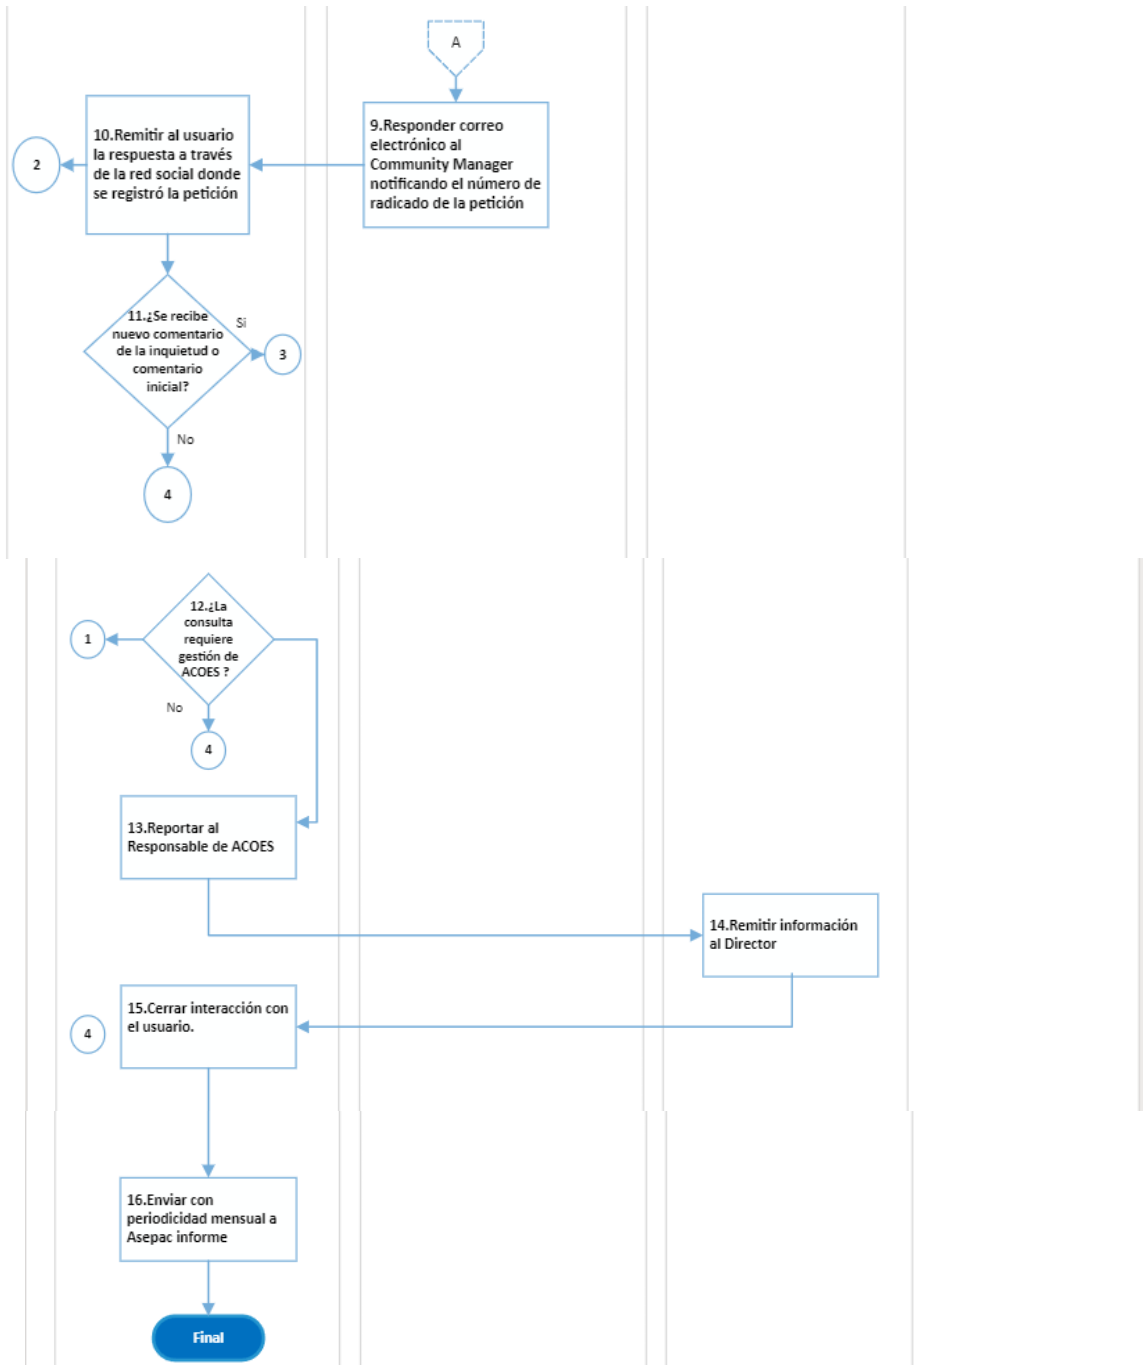 A
9.Responder correo
electrónico al
Community Manager
notificando el número de
radicado de la petición
10.Remitir al usuario
la respuesta a través
de la red social donde
se registró la petición
2
11.¿Se recibe
nuevo comentario
de la inquietud o
comentario
inicial?
Si
3
No
4
12.¿La
consulta
requiere
gestión de
ACOES ?
1
No
4
13.Reportar al
Responsable de ACOES
14.Remitir información
al Director
15.Cerrar interacción con
el usuario.
4
16.Enviar con
periodicidad mensual a
Asepac informe
Final